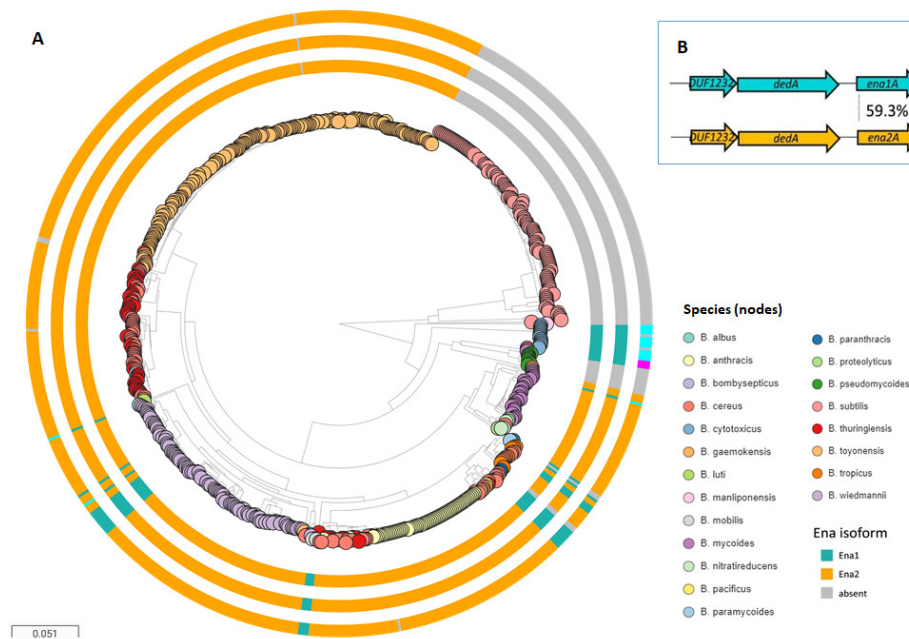 A
B
DUF1232 dedA ena1A
59.3%
DUF1232 dedA ena2A
Species (nodes)
B. albus
B. anthracis
B. bombysepticus
B. cereus
B. cytotoxicus
B. gaemokensis
B. luti
B. manliponensis
B. mobilis
B. mycoides
B. nitratireducens
B. pacificus
B. paramycoides
B. paranthracis
B. proteolyticus
B. pseudomycoides
B. subtilis
B. thuringiensis
B. toyonensis
B. tropicus
B. wiedmannii
Ena isoform
Ena1
Ena2
absent
0.051